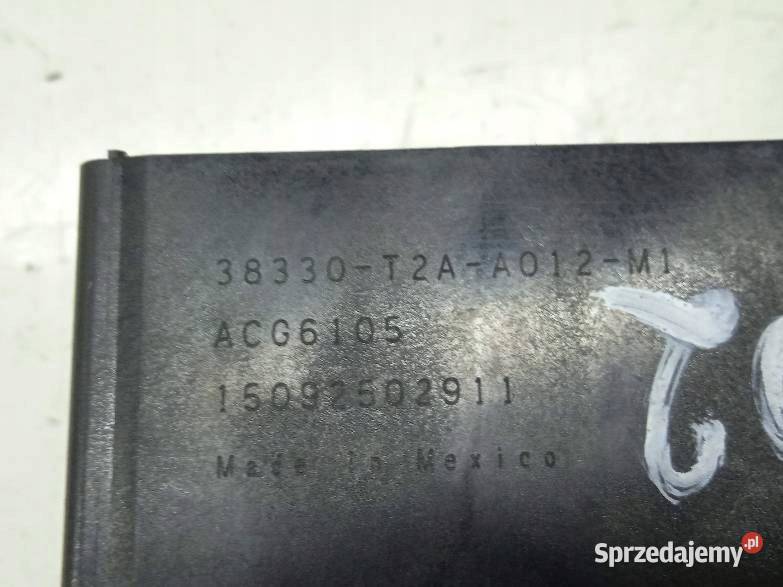 38330-T2A-A012-M1
ACG6105
15092502911
Made in Mexico
Sprzedajemy.pl